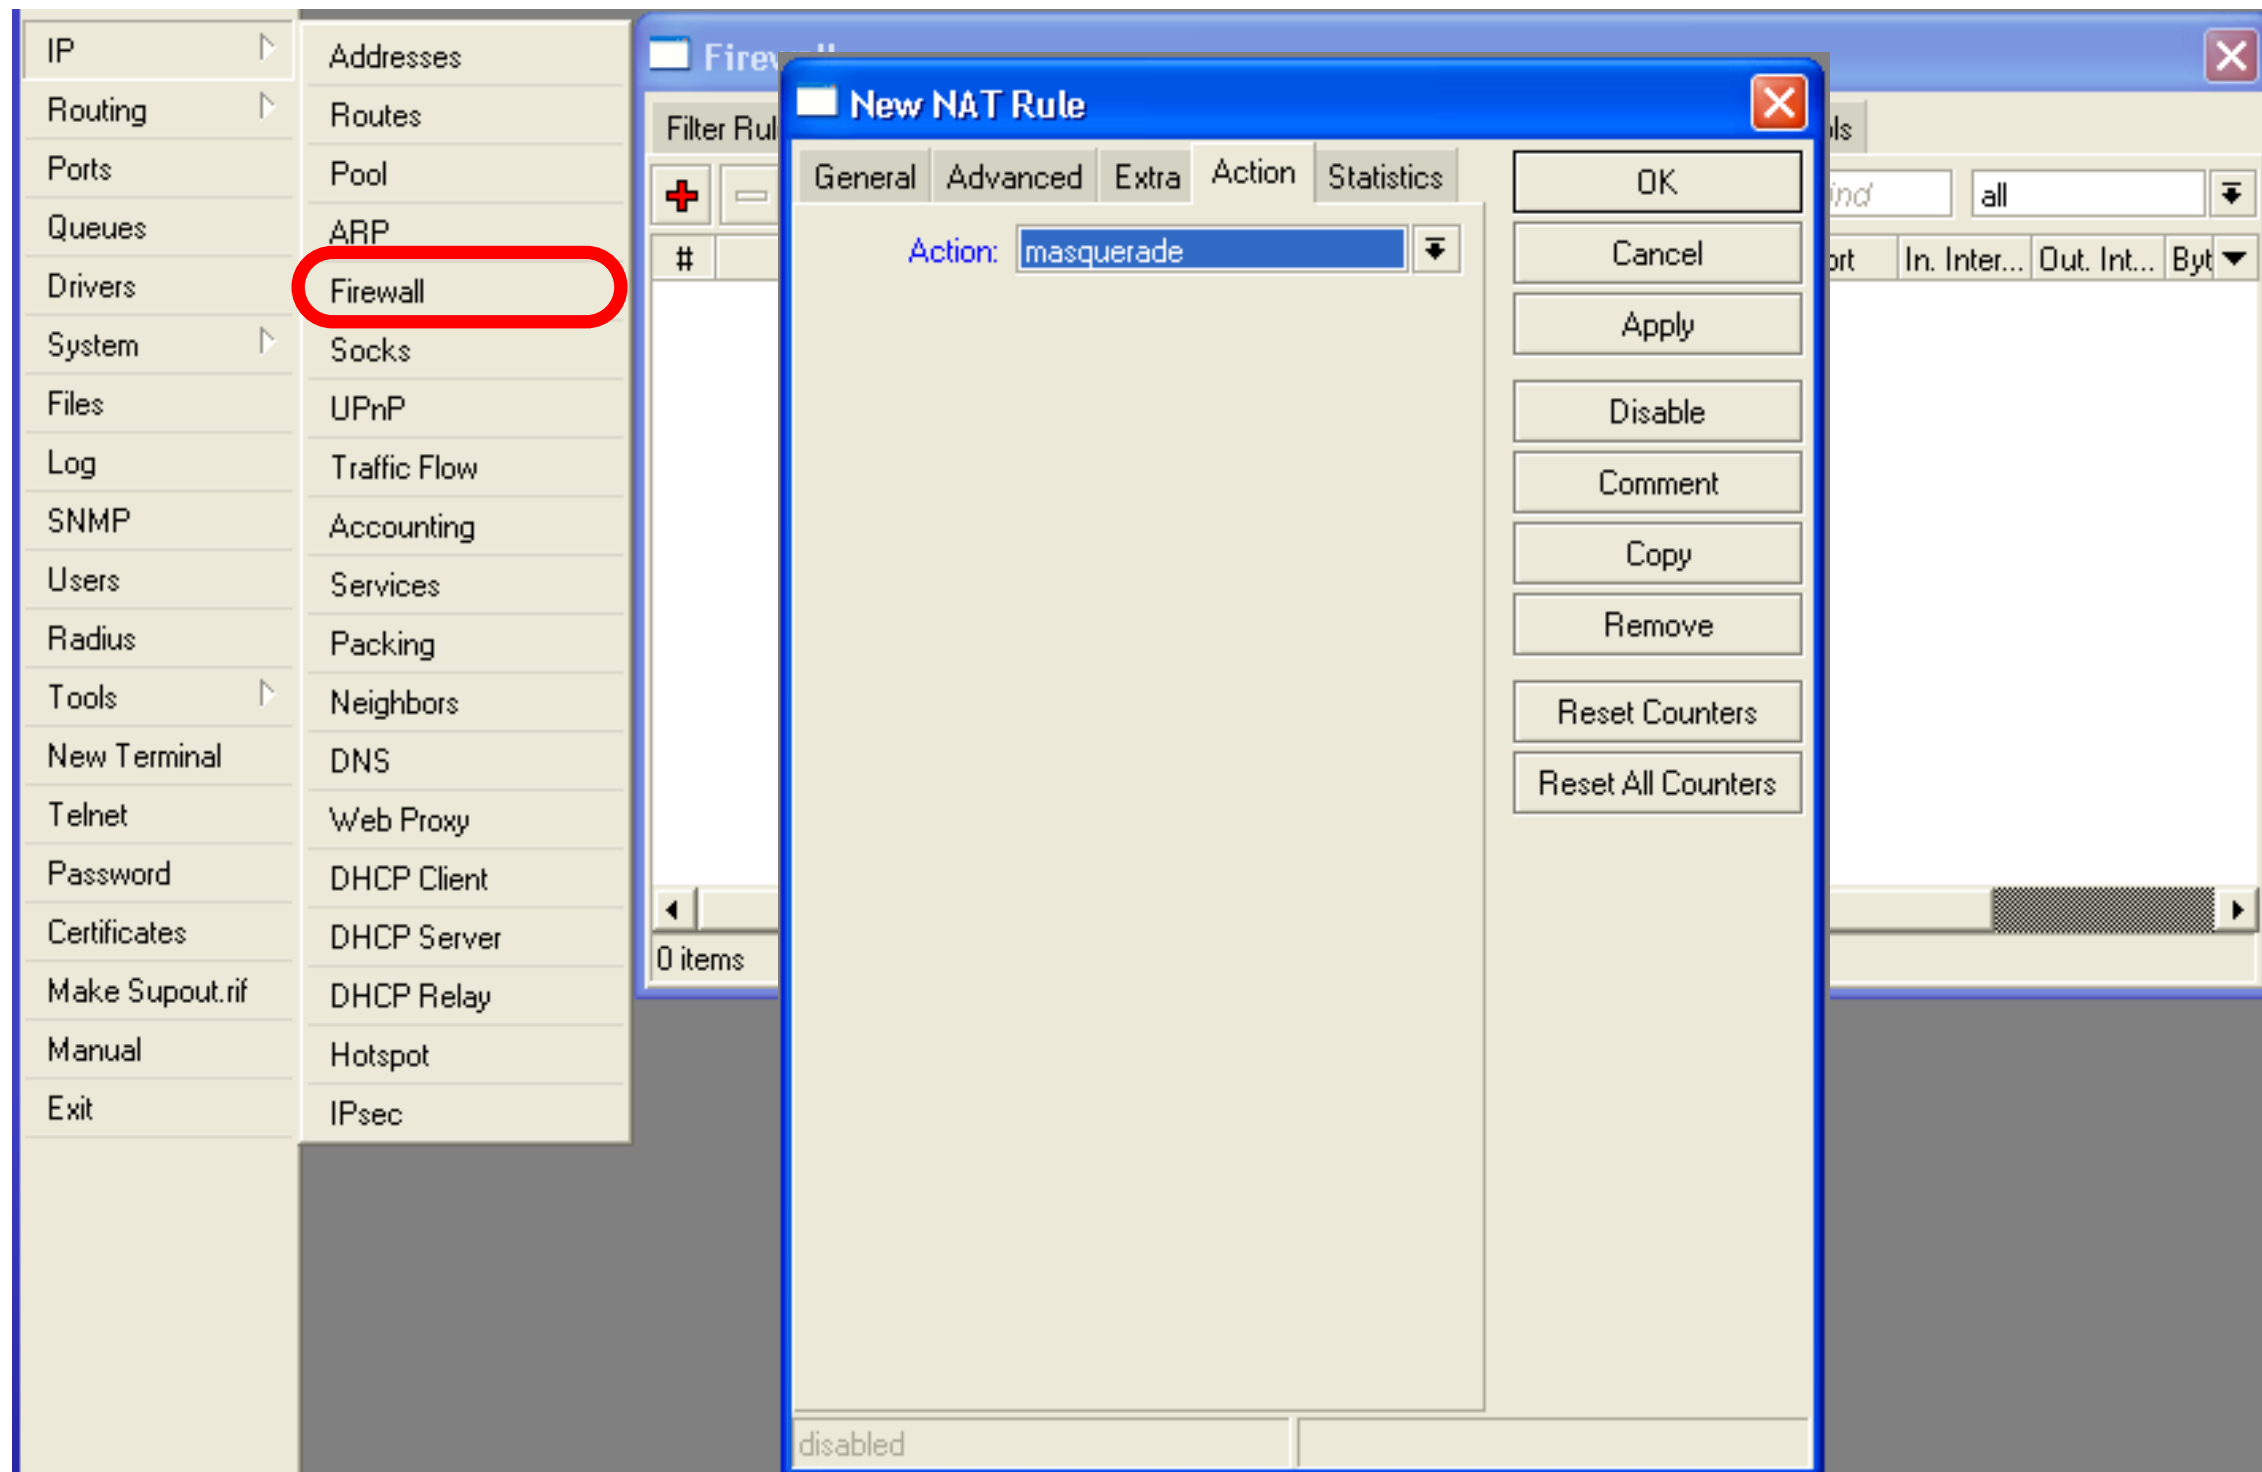 IP
Routing
Ports
Queues
Drivers
System
Files
Log
SNMP
Users
Radius
Tools
New Terminal
Telnet
Password
Certificates
Make Supout.rif
Manual
Exit
Addresses
Routes
Pool
ARP
Firewall
Socks
UPnP
Traffic Flow
Accounting
Services
Packing
Neighbors
DNS
Web Proxy
DHCP Client
DHCP Server
DHCP Relay
Hotspot
IPsec
Filter
all
# In. Inter... Out. Int... Byt
0 items
New NAT Rule
General Advanced Extra Action Statistics
Action: masquerade
OK
Cancel
Apply
Disable
Comment
Copy
Remove
Reset Counters
Reset All Counters
disabled